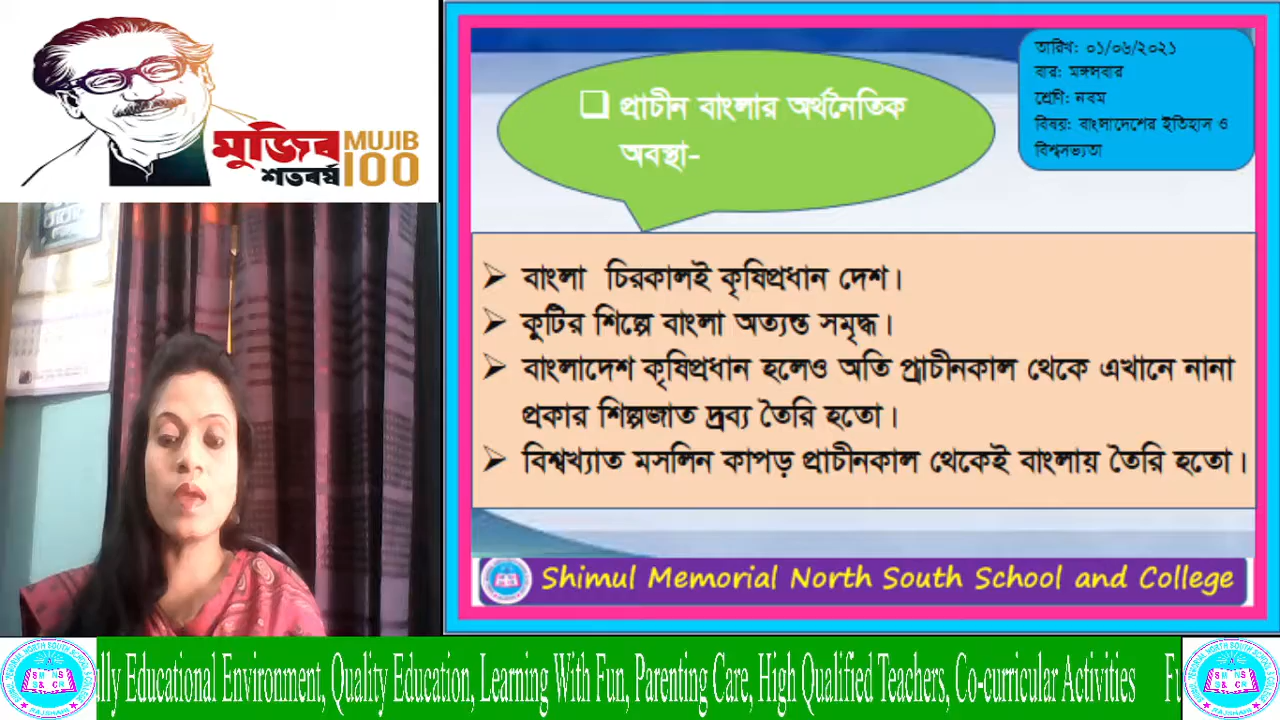 মুজিব
শতবর্ষ
MUJIB
100
তারিখ: ০১/০৬/২০২১
বার: মঙ্গলবার
শ্রেণি: নবম
বিষয়: বাংলাদেশের ইতিহাস ও
বিশ্বসভ্যতা
প্রাচীন বাংলার অর্থনৈতিক
অবস্থা-
বাংলা চিরকালই কৃষিপ্রধান দেশ।
কুটির শিল্পে বাংলা অত্যন্ত সমৃদ্ধ।
বাংলাদেশ কৃষিপ্রধান হলেও অতি প্রাচীনকাল থেকে এখানে নানা
প্রকার শিল্পজাত দ্রব্য তৈরি হতো।
বিশ্বখ্যাত মসলিন কাপড় প্রাচীনকাল থেকেই বাংলায় তৈরি হতো।
Shimul Memorial North South School and College
lly Educational Environment, Quality Education, Learning With Fun, Parenting Care, High Qualified Teachers, Co-curricular Activities